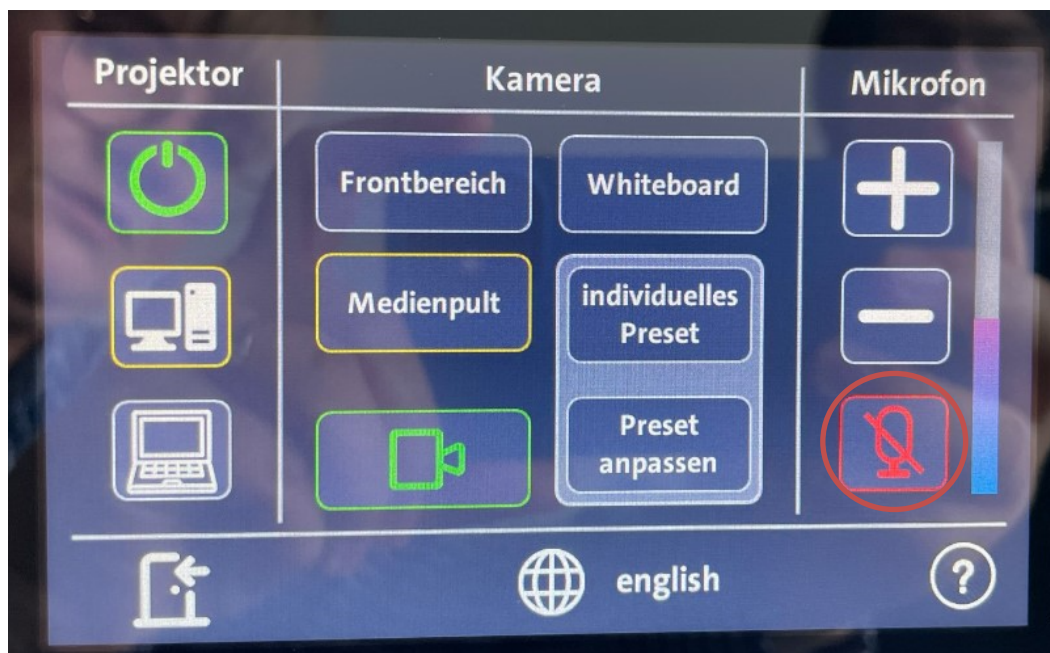 Projektor
Kamera
Mikrofon
Frontbereich
Whiteboard
Medienpult
individuelles
Preset
Preset
anpassen
english
?